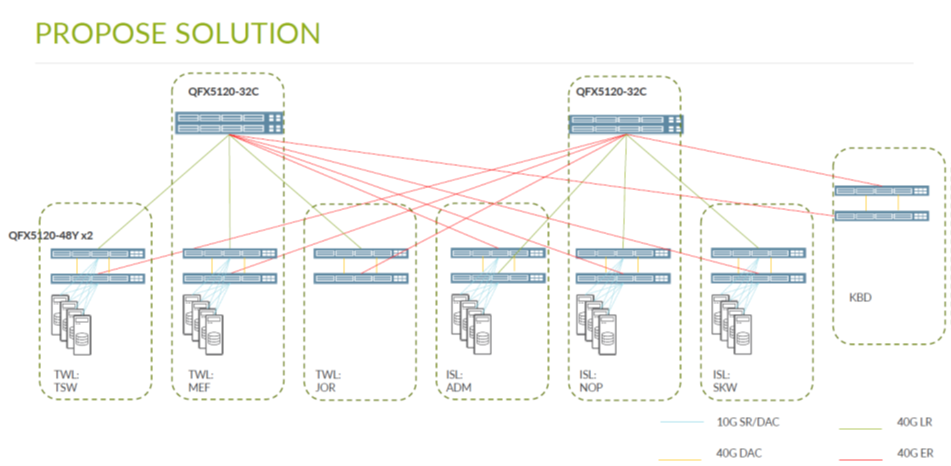 PROPOSE SOLUTION
QFX5120-32C
QFX5120-32C
QFX5120-48Y x2
KBD
TWL:
TSW
TWL:
MEF
TWL:
JOR
ISL:
ADM
ISL:
NOP
ISL:
SKW
10G SR/DAC
40G LR
40G DAC
40G ER